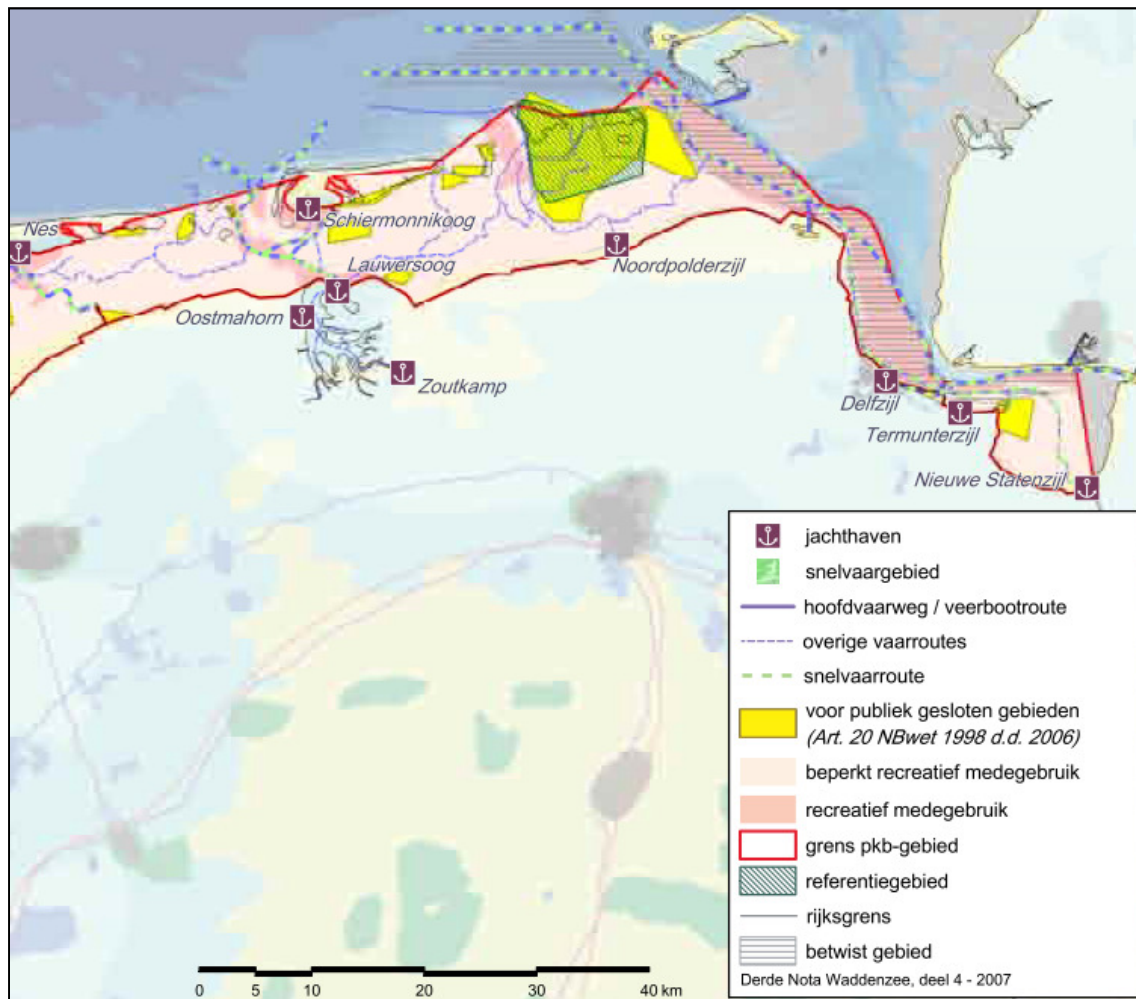 Nes
Schiermonnikoog
Lauwersoog
Noordpolderzijl
Oostmahorn
Zoutkamp
Delfzijl
Termunterzijl
Nieuwe Statenzijl
jachthaven
snelvaargebied
hoofdvaarweg / veerbootroute
overige vaarroutes
snelvaarroute
voor publiek gesloten gebieden
(Art. 20 NBwet 1998 d.d. 2006)
beperkt recreatief medegebruik
recreatief medegebruik
grens pkb-gebied
referentiegebied
rijksgrens
betwist gebied
Derde Nota Waddenzee, deel 4 - 2007
0 5 10 20 30 40 km